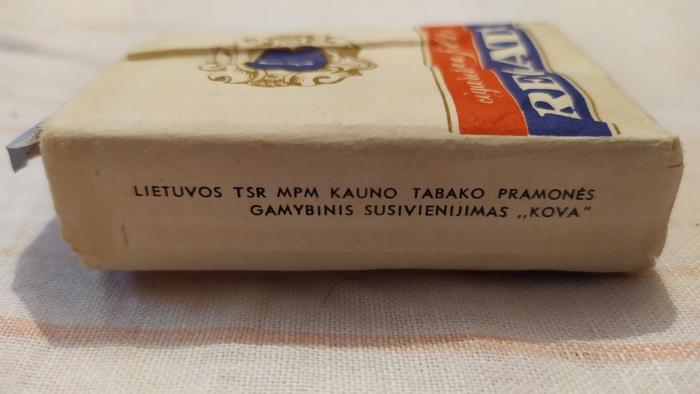 LIETUVOS TSR MPM KAUNO TABAKO PRAMONĖS
GAMYBINIS SUSIVIENIJIMAS „KOVA"